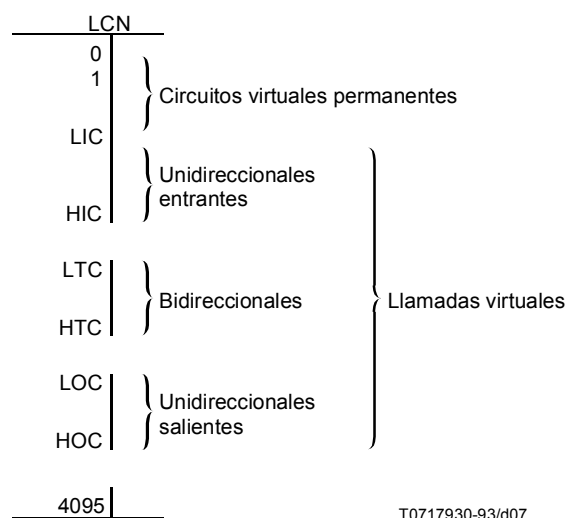 LCN
0
1
Circuitos virtuales permanentes
LIC
Unidireccionales
entrantes
HIC
LTC
Bidireccionales
Llamadas virtuales
HTC
LOC
Unidireccionales
salientes
HOC
4095
T0717930-93/d07